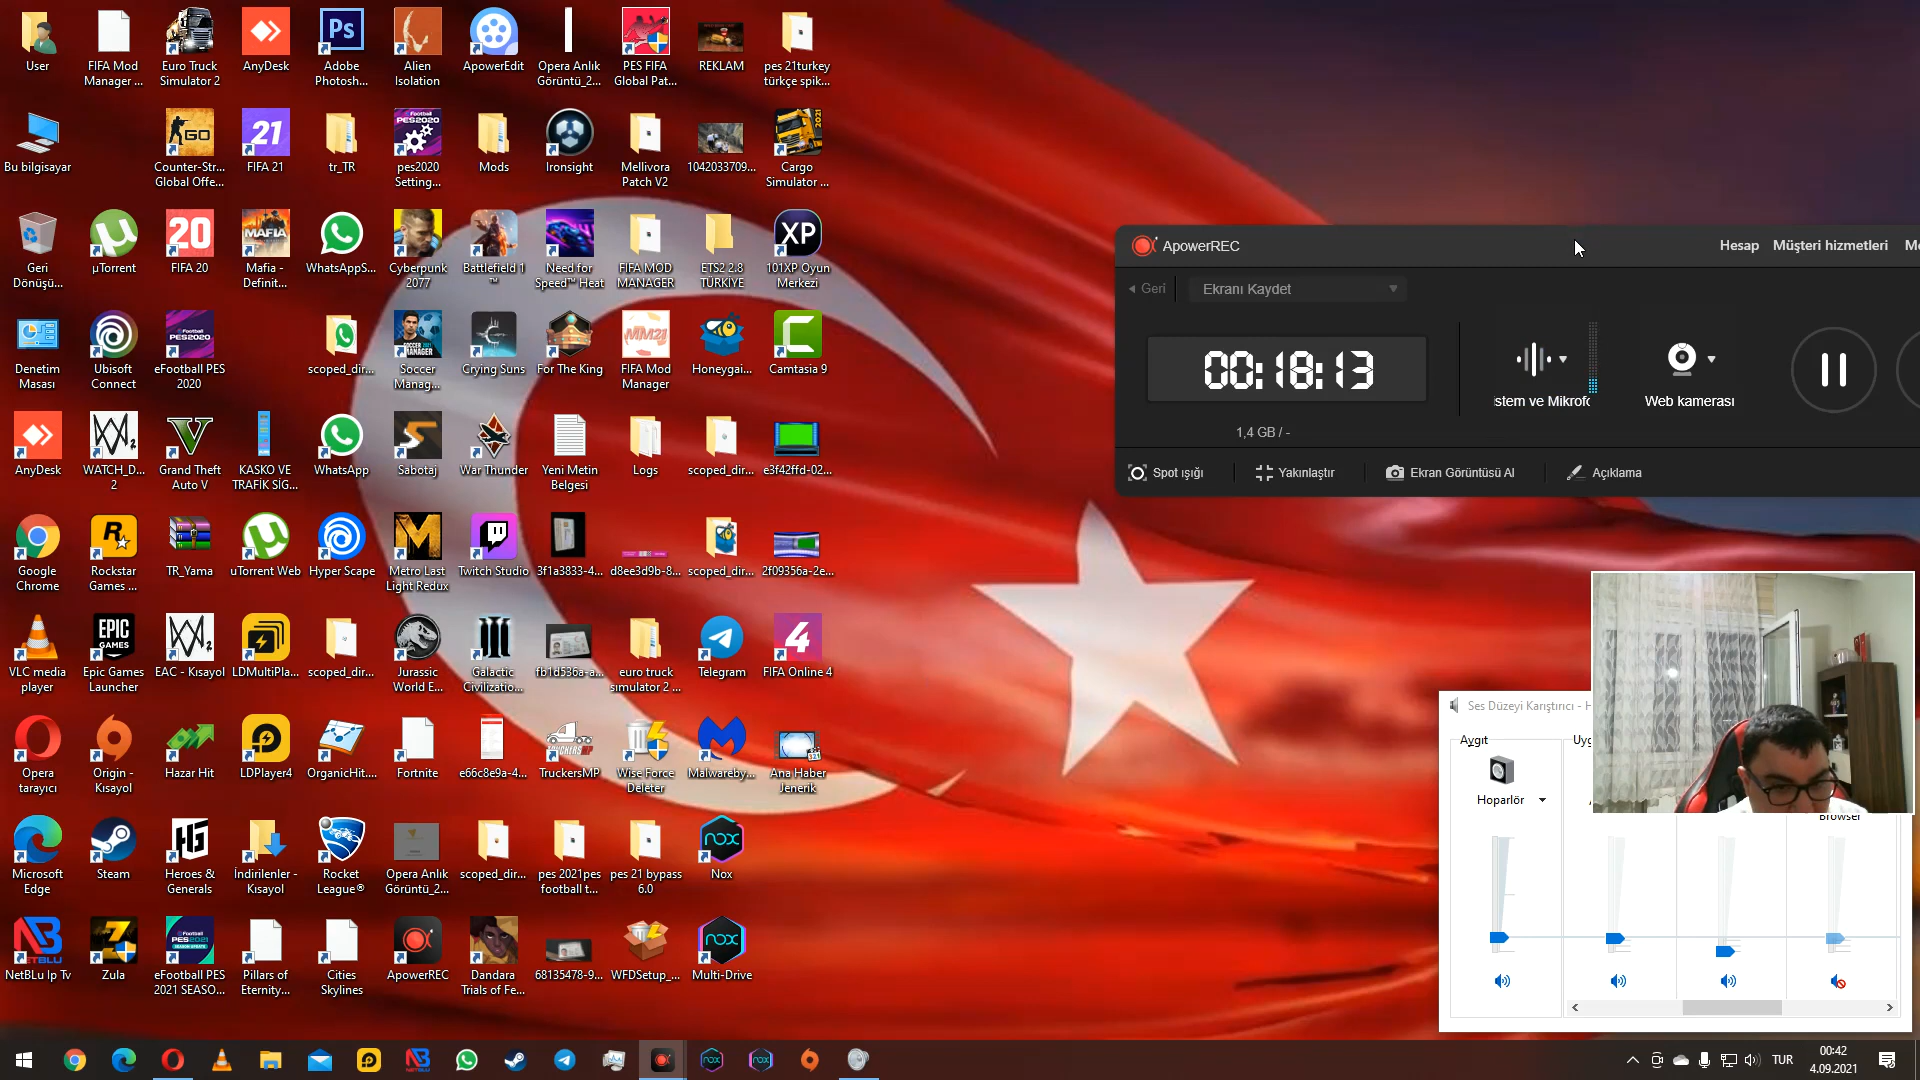 User
FIFA Mod
Manager ...
Euro Truck
Simulator 2
AnyDesk
Adobe
Photosh...
Alien
Isolation
ApowerEdit
Opera Anlık
Görüntü_2...
PES FIFA
Global Pat...
REKLAM
pes 21turkey
türkçe spik...
Bu bilgisayar
Counter-Str...
Global Offe...
FIFA 21
tr_TR
pes2020
Setting...
Mods
Ironsight
Mellivora
Patch V2
1042033709...
Cargo
Simulator ...
Geri
Dönüşü...
µTorrent
FIFA 20
Mafia -
Definit...
WhatsAppS...
Cyberpunk
2077
Battlefield 1
™
Need for
Speed™ Heat
FIFA MOD
MANAGER
ETS2 2.8
TÜRKİYE
101XP Oyun
Merkezi
Denetim
Masası
Ubisoft
Connect
eFootball PES
2020
scoped_dir...
Soccer
Manag...
Crying Suns
For The King
FIFA Mod
Manager
Honeygai...
Camtasia 9
AnyDesk
WATCH_D...
2
Grand Theft
Auto V
KASKO VE
TRAFİK SİG...
WhatsApp
Sabotaj
War Thunder
Yeni Metin
Belgesi
Logs
scoped_dir...
e3f42ffd-02...
Google
Chrome
Rockstar
Games ...
TR_Yama
uTorrent Web
Hyper Scape
Metro Last
Light Redux
Twitch Studio
3f1a3833-4...
d8ee3d9b-8...
scoped_dir...
2f09356a-2e...
VLC media
player
Epic Games
Launcher
EAC - Kısayol
LDMultiPla...
scoped_dir...
Jurassic
World E...
Galactic
Civilizatio...
fb1d536a-a...
euro truck
sımulator 2 ...
Telegram
FIFA Online 4
Opera
tarayıcı
Origin -
Kısayol
Hazar Hit
LDPlayer4
OrganicHit....
Fortnite
e66c8e9a-4...
TruckersMP
Wise Force
Deleter
Malwareby...
Ana Haber
Jenerik
Microsoft
Edge
Steam
Heroes &
Generals
İndirilenler -
Kısayol
Rocket
League®
Opera Anlık
Görüntü_2...
scoped_dir...
pes 2021pes
football t...
pes 21 bypass
6.0
Nox
NetBLu Ip Tv
Zula
eFootball PES
2021 SEASO...
Pillars of
Eternity...
Cities
Skylines
ApowerREC
Dandara
Trials of Fe...
68135478-9...
WFDSetup_...
Multi-Drive
ApowerREC
Hesap
Müşteri hizmetleri
Geri
Ekranı Kaydet
00:18:13
1,4 GB / -
istem ve Mikrofo
Web kamerası
Spot ışığı
Yakınlaştır
Ekran Görüntüsü Al
Açıklama
Ses Düzeyi Karıştırıcı - H
Aygıt
Uyg
Hoparlör
Browser
TUR
00:42
4.09.2021